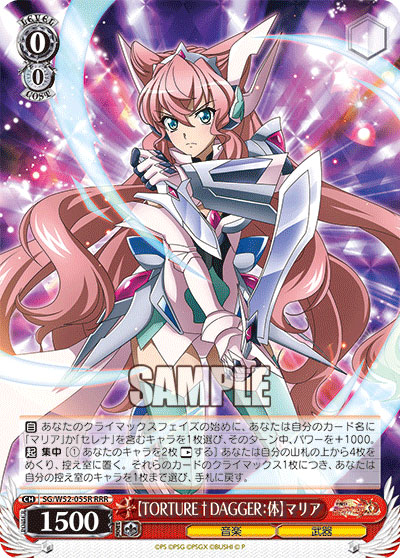 LEVEL
0
0
COST
SAMPLE
自 あなたのクライマックスフェイズの始めに、あなたは自分のカード名に
「マリア」か「セレナ」を含むキャラを1枚選び、そのターン中、パワーを+1000。
起 集中 [あなたのキャラを2枚レストする] あなたは自分の山札の上から4枚を
めくり、控え室に置く。それらのカードのクライマックス1枚につき、あなたは
自分の控え室のキャラを1枚まで選び、手札に戻す。
CH SG/W52-055R RRR
1500
[TORTURE†DAGGER:体]マリア
音楽
武器
©PS ©PSG ©PSGX ©BUSHI ©P